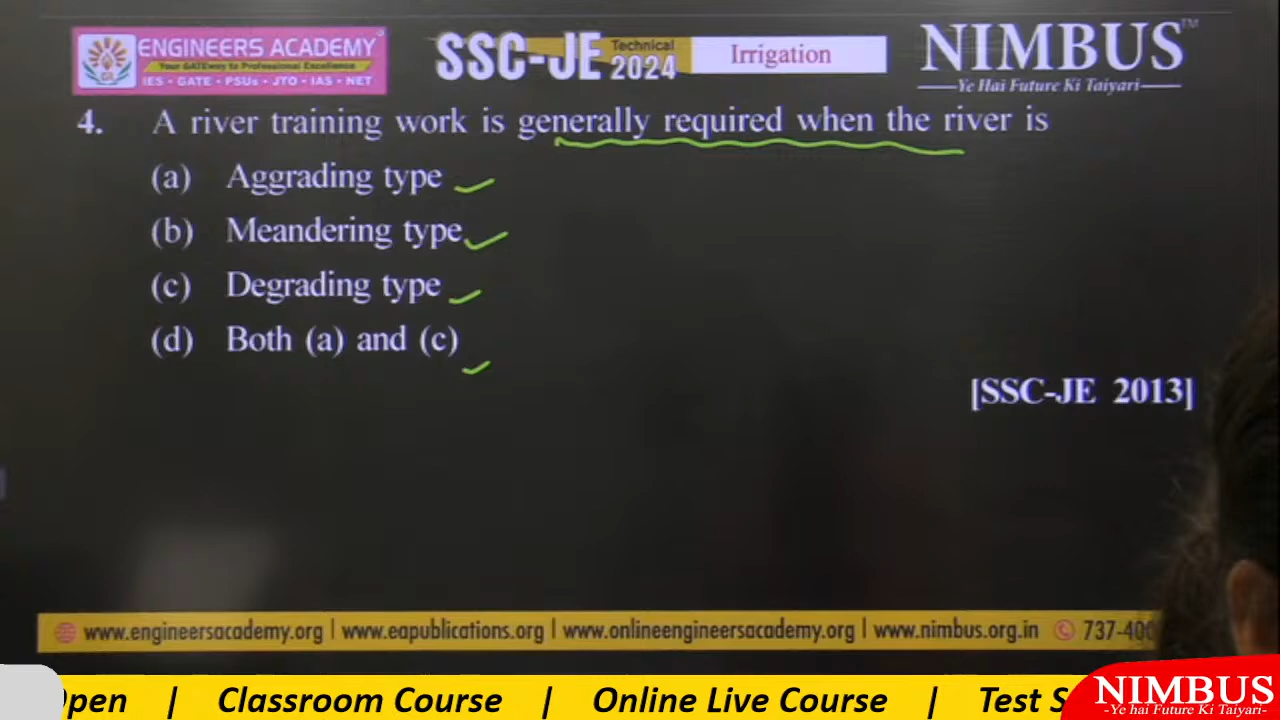 ENGINEERS ACADEMY
Your GATEway to Professional Excellence
IES • GATE • PSUs • JTO • IAS • NET
SSC-JE Technical 2024
Irrigation
NIMBUS™
Ye Hai Future Ki Taiyari
4. A river training work is generally required when the river is
(a) Aggrading type
(b) Meandering type
(c) Degrading type
(d) Both (a) and (c)
[SSC-JE 2013]
www.engineersacademy.org | www.eapublications.org | www.onlineengineersacademy.org | www.nimbus.org.in 737-400
pen | Classroom Course | Online Live Course | Test S
NIMBUS
-Ye hai Future Ki Taiyari-